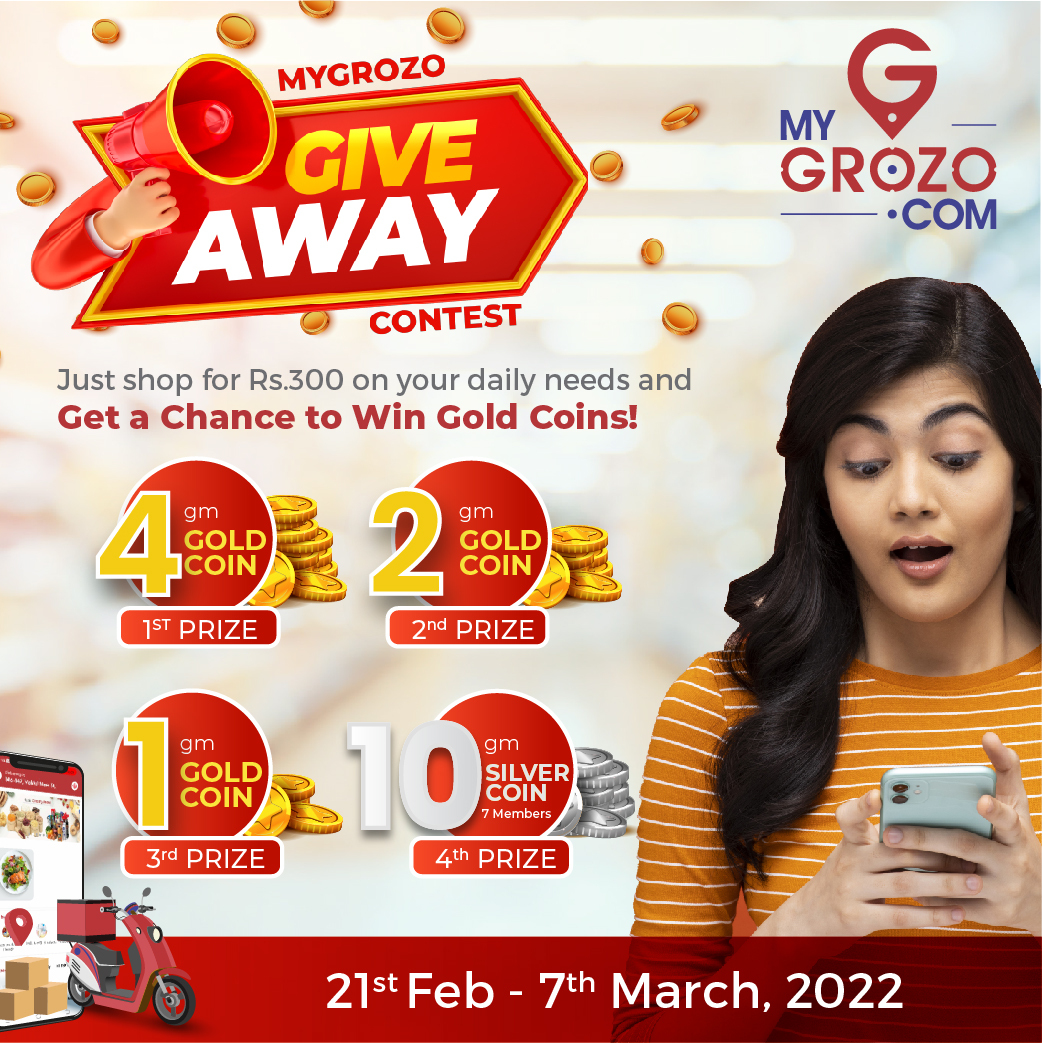 MYGROZO
GIVE
AWAY
CONTEST
G
MY
GROZO
.COM
Just shop for Rs.300 on your daily needs and
Get a Chance to Win Gold Coins!
4 gm
GOLD
COIN
1ST PRIZE
2 gm
GOLD
COIN
2nd PRIZE
1 gm
GOLD
COIN
3rd PRIZE
10 gm
SILVER
COIN
7 Members
4th PRIZE
21st Feb - 7th March, 2022